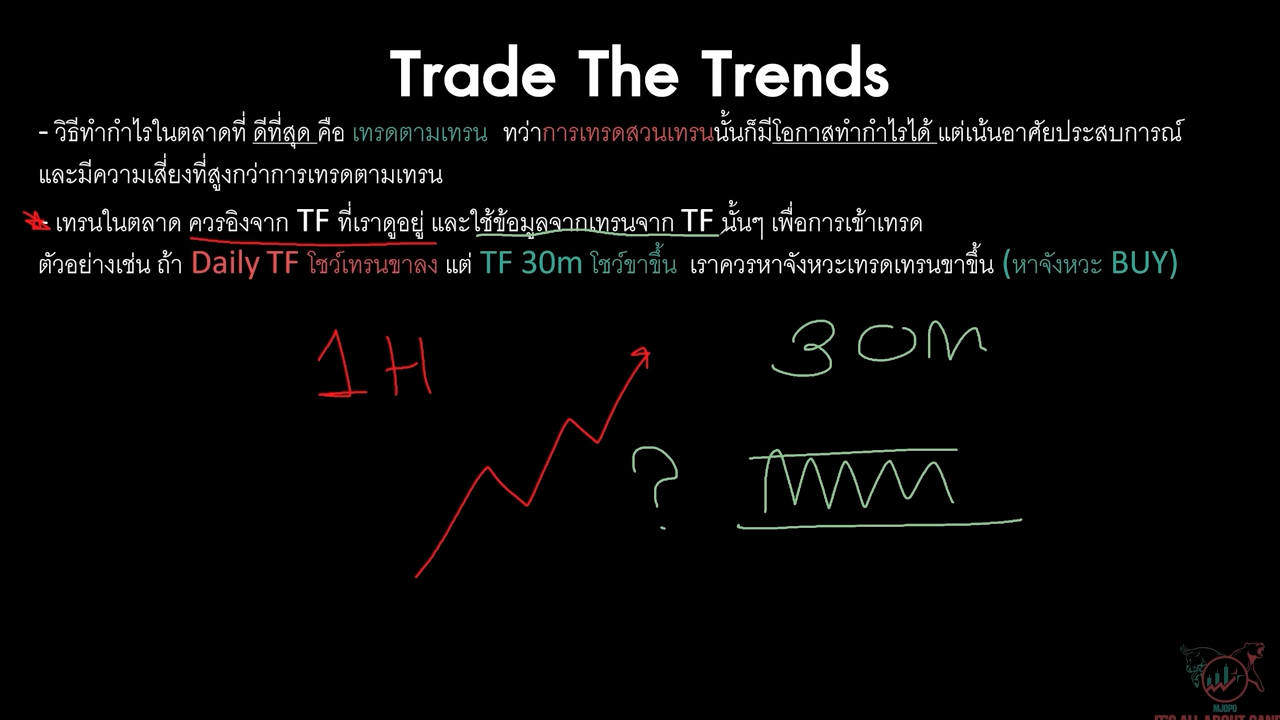 Trade The Trends
- วิธีทำกำไรในตลาดที่ ดีที่สุด คือ เทรดตามเทรน ทว่าการเทรดสวนเทรนนั้นก็มีโอกาสทำกำไรได้ แต่เน้นอาศัยประสบการณ์
และมีความเสี่ยงที่สูงกว่าการเทรดตามเทรน
- เทรนในตลาด ควรอิงจาก TF ที่เราดูอยู่ และใช้ข้อมูลจากเทรนจาก TF นั้นๆ เพื่อการเข้าเทรด
ตัวอย่างเช่น ถ้า Daily TF โชว์เทรนขาลง แต่ TF 30m โชว์ขาขึ้น เราควรหาจังหวะเทรดเทรนขาขึ้น (หาจังหวะ BUY)
1H
30m
?
MJOPO